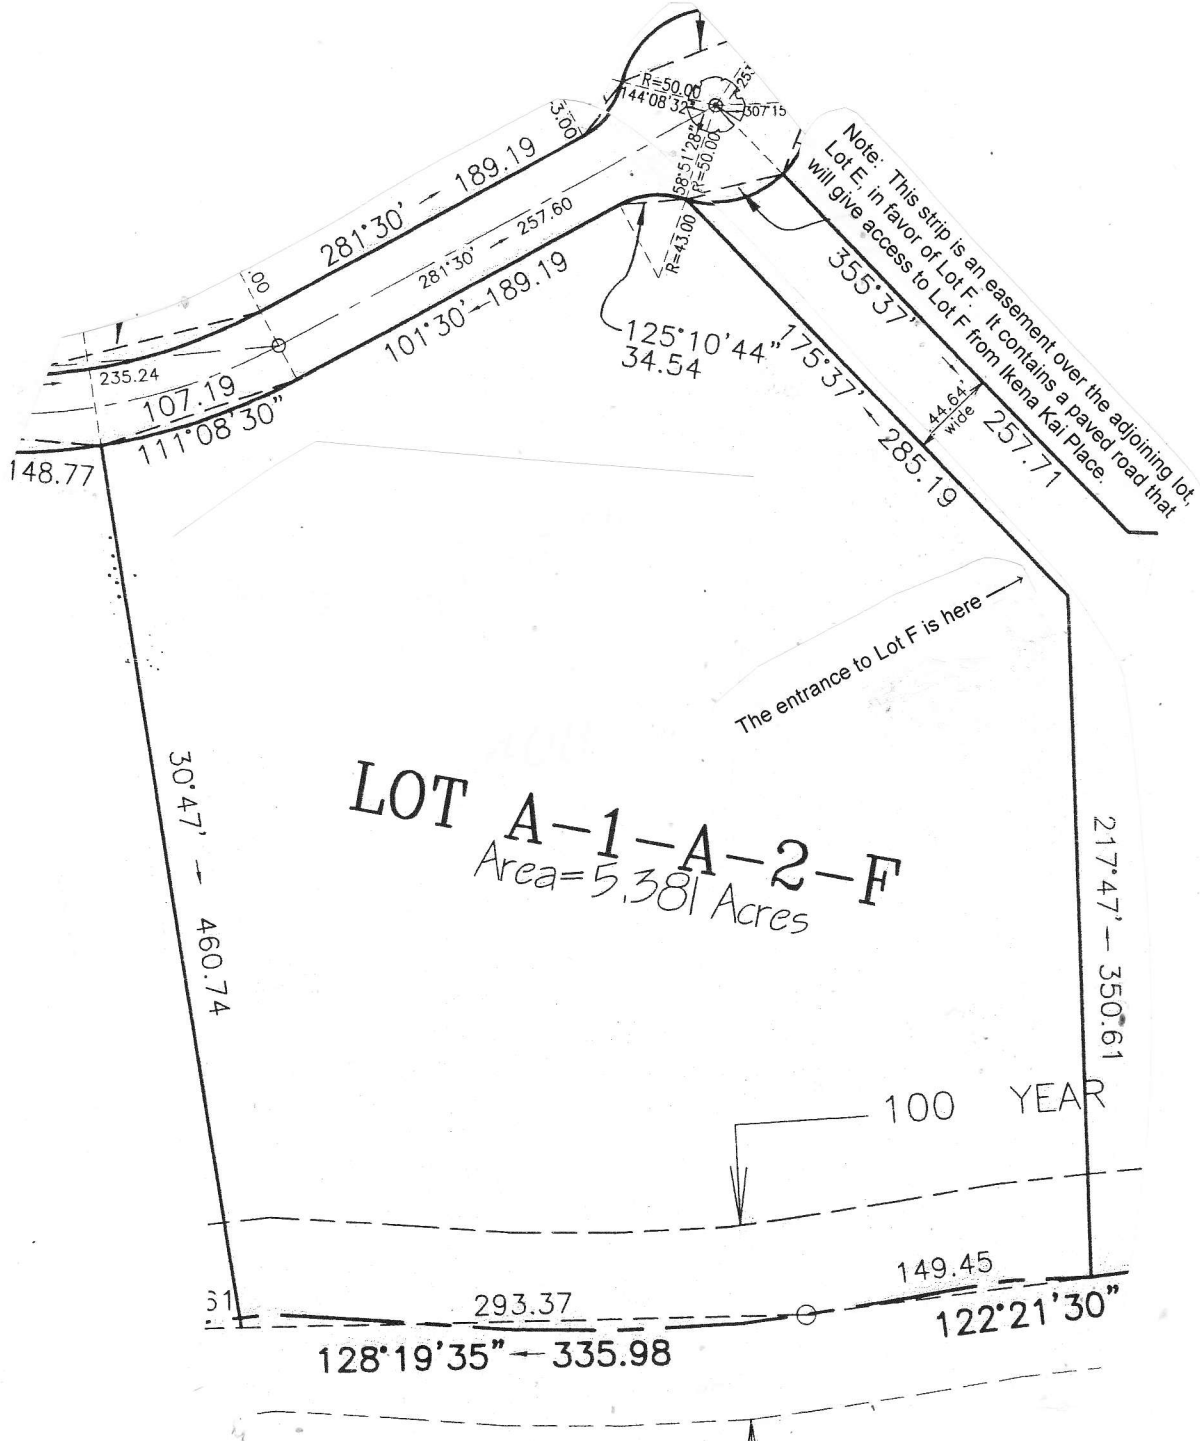 R=50.00
144°08'32"
307°15
3.00
58°51'28"
R=50.00
R=43.00
281°30' → 189.19
281°30' → 257.60
101°30' ← 189.19
.00
235.24
107.19
111°08'30"
148.77
125°10'44"
34.54
Note: This strip is an easement over the adjoining lot,
Lot E, in favor of Lot F. It contains a paved road that
will give access to Lot F from Ikena Kai Place.
355°37' → 257.71
44.64'
wide
175°37' ← 285.19
The entrance to Lot F is here
30°47' → 460.74
LOT A-1-A-2-F
Area=5.381 Acres
217°47' ← 350.61
100 YEAR
149.45
122°21'30"
293.37
128°19'35" ← 335.98